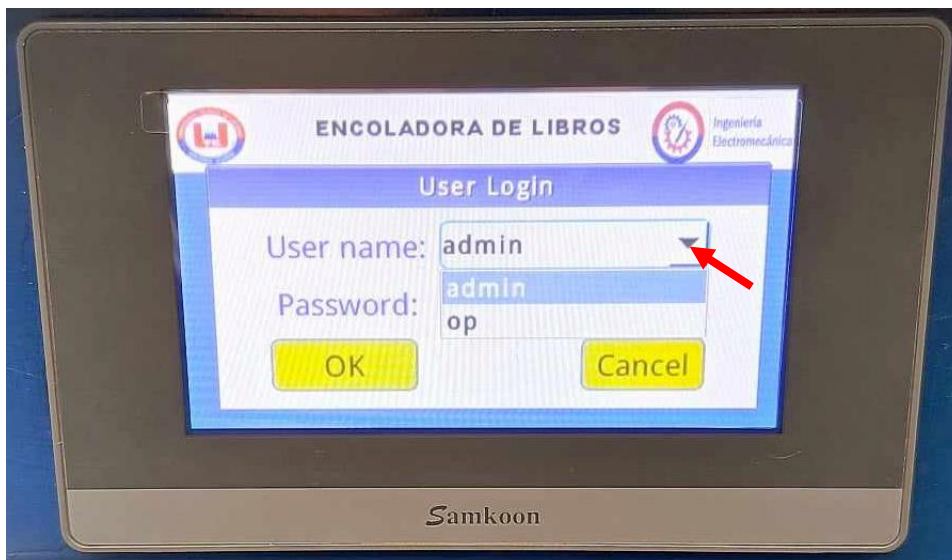 ENCOLADORA DE LIBROS
Ingeniería
Electromecánica
User Login
User name: admin
admin
Password:
op
OK Cancel
Samkoon